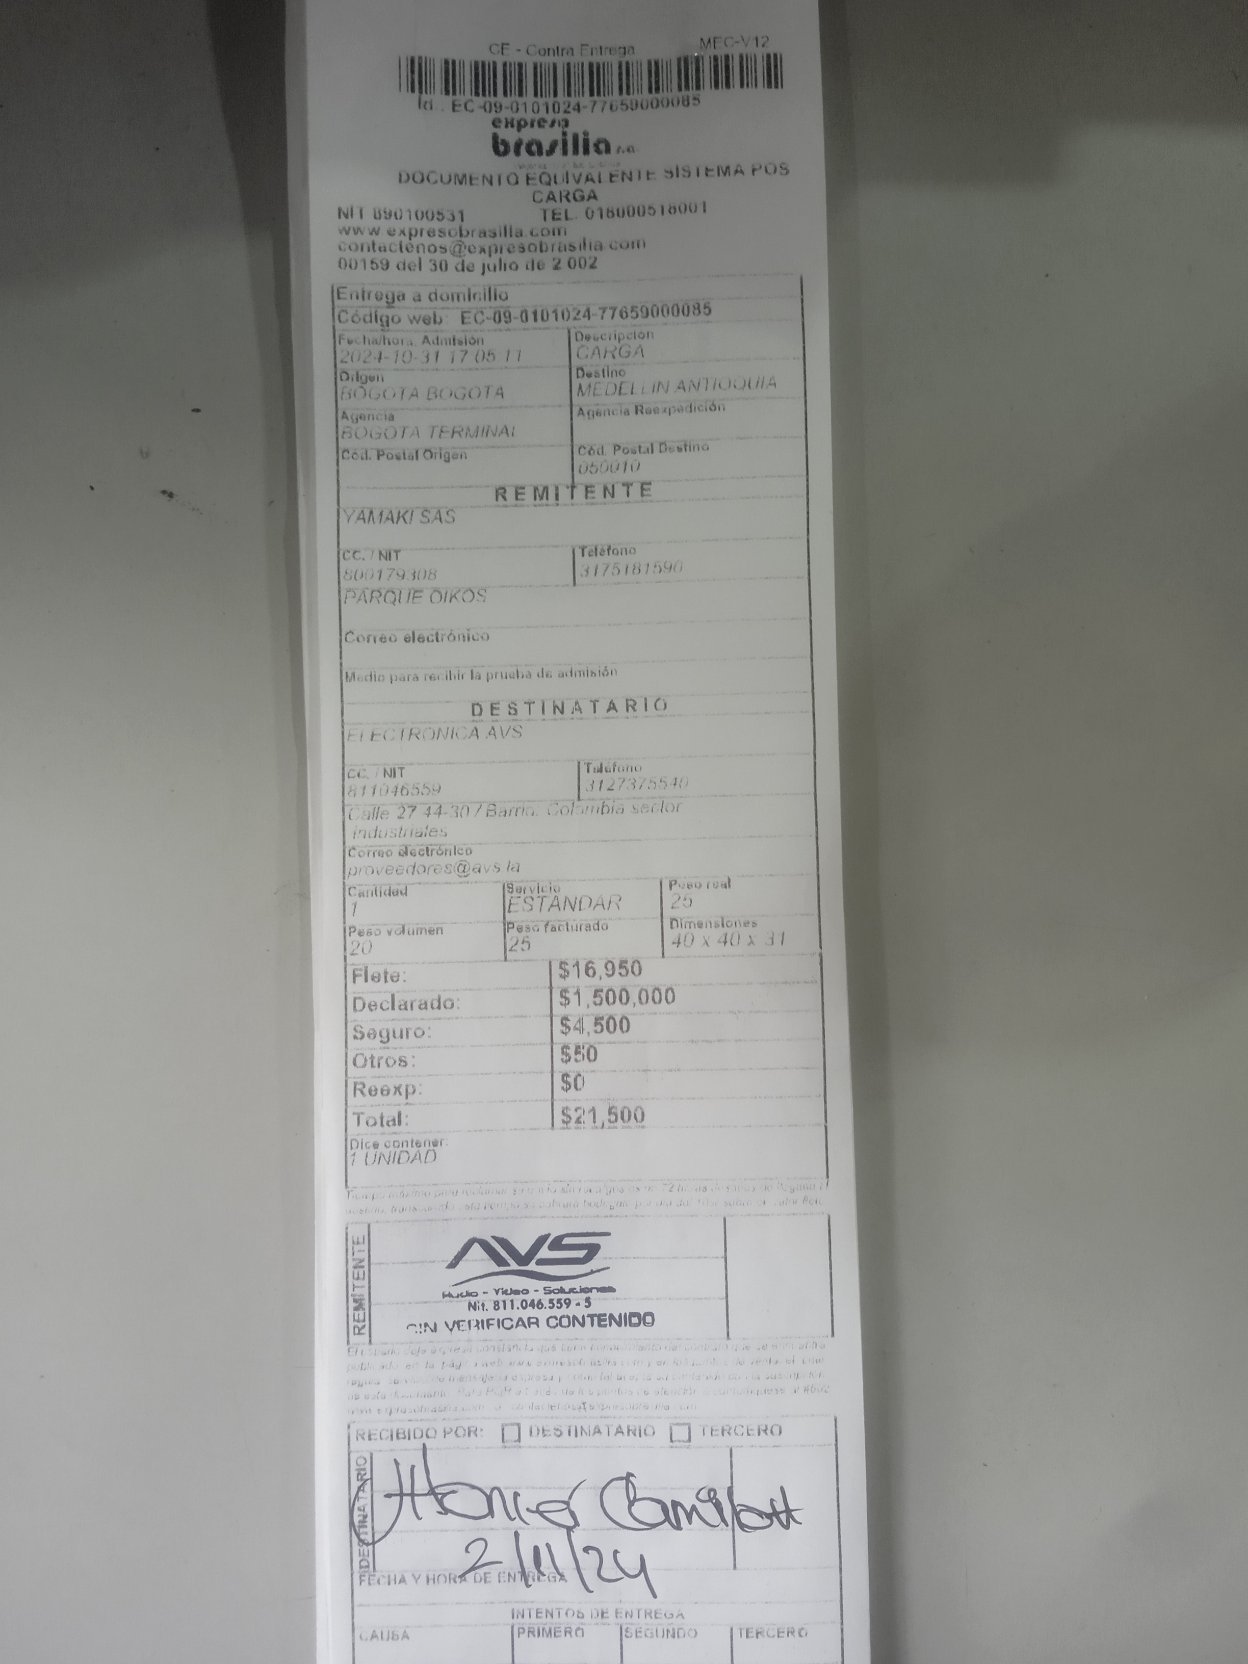 CE - Contra Entrega MEC-V12
Id.: EC-09-0101024-77659000085
expreso
brasilia s.a.
DOCUMENTO EQUIVALENTE SISTEMA POS
CARGA
NIT 890100531 TEL. 018000518001
www.expresobrasilia.com
contactenos@expresobrasilia.com
00159 del 30 de julio de 2.002
Entrega a domicilio
Código web: EC-09-0101024-77659000085
Fecha/hora. Admisión Descripción
2024-10-31 17:05:11 CARGA
Origen Destino
BOGOTA BOGOTA MEDELLIN ANTIOQUIA
Agencia Agencia Reexpedición
BOGOTA TERMINAL
Cód. Postal Origen Cód. Postal Destino
050010
REMITENTE
YAMAKI SAS
CC. / NIT Teléfono
800179308 3175181590
PARQUE OIKOS
Correo electrónico
Medio para recibir la prueba de admisión
DESTINATARIO
ELECTRONICA AVS
CC. / NIT Teléfono
811046559 3127375540
Calle 27 44-307 Barrio. Colombia sector
industriales
Correo electrónico
proveedores@avs.la
Cantidad Servicio Peso real
1 ESTANDAR 25
Peso volumen Peso facturado Dimensiones
20 25 40 x 40 x 31
Flete: $16,950
Declarado: $1,500,000
Seguro: $4,500
Otros: $50
Reexp: $0
Total: $21,500
Dice contener:
1 UNIDAD
REMITENTE
AVS
Audio - Video - Soluciones
Nit. 811.046.559 - 5
SIN VERIFICAR CONTENIDO
RECIBIDO POR: DESTINATARIO TERCERO
DESTINATARIO
2/11/24
FECHA Y HORA DE ENTREGA
INTENTOS DE ENTREGA
CAUSA PRIMERO SEGUNDO TERCERO